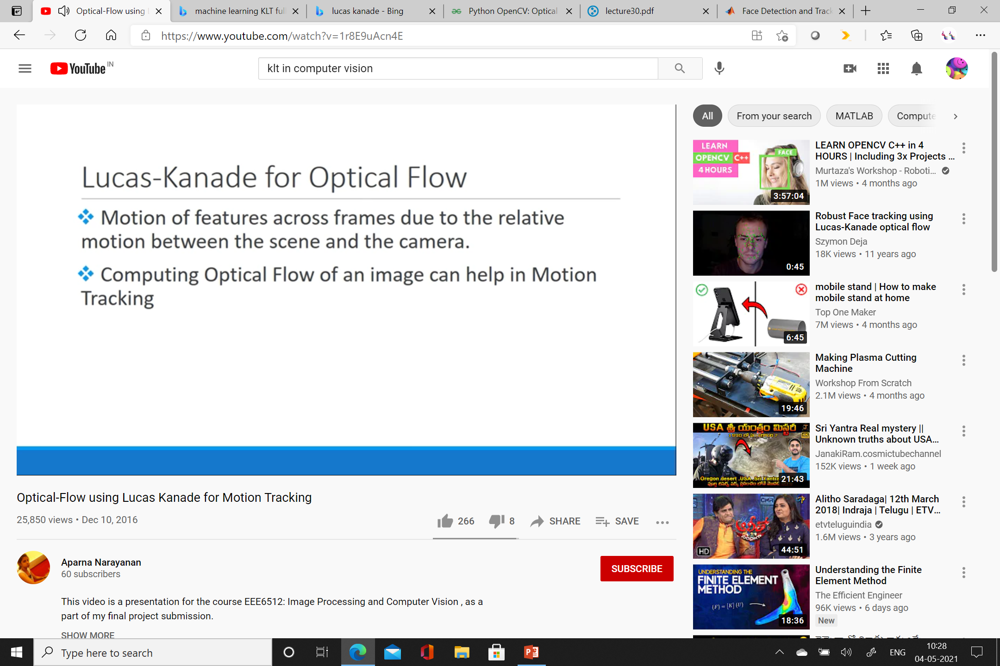 Optical-Flow using
machine learning KLT ful
lucas kanade - Bing
Python OpenCV: Optical
lecture30.pdf
Face Detection and Track
https://www.youtube.com/watch?v=1r8E9uAcn4E
YouTube IN
klt in computer vision
Lucas-Kanade for Optical Flow
Motion of features across frames due to the relative
motion between the scene and the camera.
Computing Optical Flow of an image can help in Motion
Tracking
Optical-Flow using Lucas Kanade for Motion Tracking
25,850 views • Dec 10, 2016
266
8
SHARE
SAVE
Aparna Narayanan
60 subscribers
SUBSCRIBE
This video is a presentation for the course EEE6512: Image Processing and Computer Vision , as a
part of my final project submission.
SHOW MORE
All
From your search
MATLAB
Compute
LEARN
OPENCV C++
4 HOURS
FACE
3:57:04
LEARN OPENCV C++ in 4
HOURS | Including 3x Projects ...
Murtaza's Workshop - Roboti...
1M views • 4 months ago
0:45
Robust Face tracking using
Lucas-Kanade optical flow
Szymon Deja
18K views • 11 years ago
6:45
mobile stand | How to make
mobile stand at home
Top One Maker
7M views • 4 months ago
19:46
Making Plasma Cutting
Machine
Workshop From Scratch
2.1M views • 4 months ago
USA శ్రీ యంత్రం మిస్టరీ
4K
Oregon desert ,USA ,Sri Yantra
21:43
Sri Yantra Real mystery ||
Unknown truths about USA...
JanakiRam.cosmictubechannel
152K views • 1 week ago
CMR
HD
44:51
Alitho Saradaga| 12th March
2018| Indraja | Telugu | ETV...
etvteluguindia
1.6M views • 3 years ago
UNDERSTANDING THE
FINITE ELEMENT
METHOD
{F} = [K] {U}
18:36
Understanding the Finite
Element Method
The Efficient Engineer
96K views • 6 days ago
New
Type here to search
ENG
10:28
04-05-2021